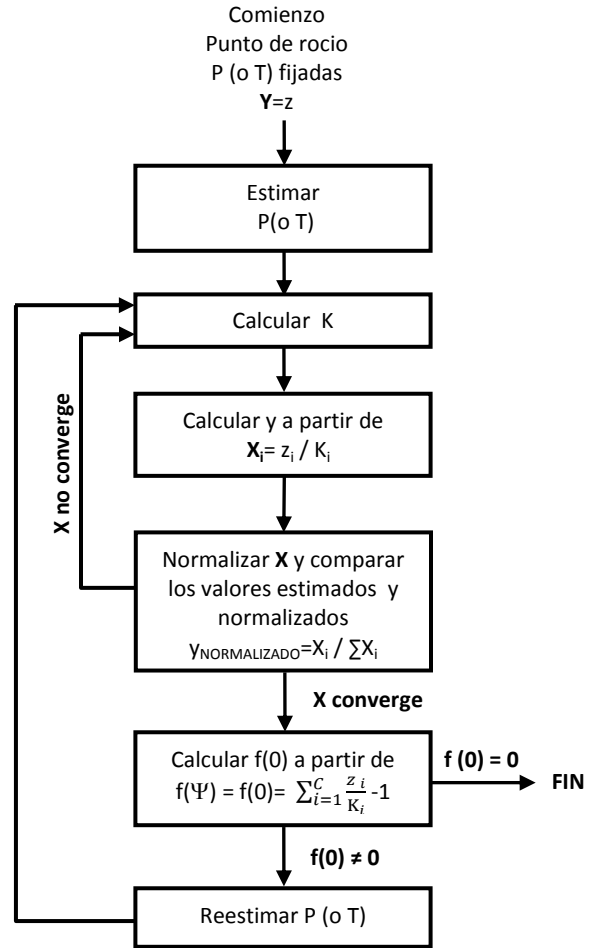 Comienzo
Punto de rocio
P (o T) fijadas
Y=z
Estimar
P(o T)
Calcular K
Calcular y a partir de
Xi= zi / Ki
X no converge
Normalizar X y comparar
los valores estimados y
normalizados
yNORMALIZADO=Xi / ∑Xi
X converge
Calcular f(0) a partir de
f(Ψ) = f(0)= ∑_{i=1}^{C} z i / Ki -1
f (0) = 0
FIN
f(0) ≠ 0
Reestimar P (o T)